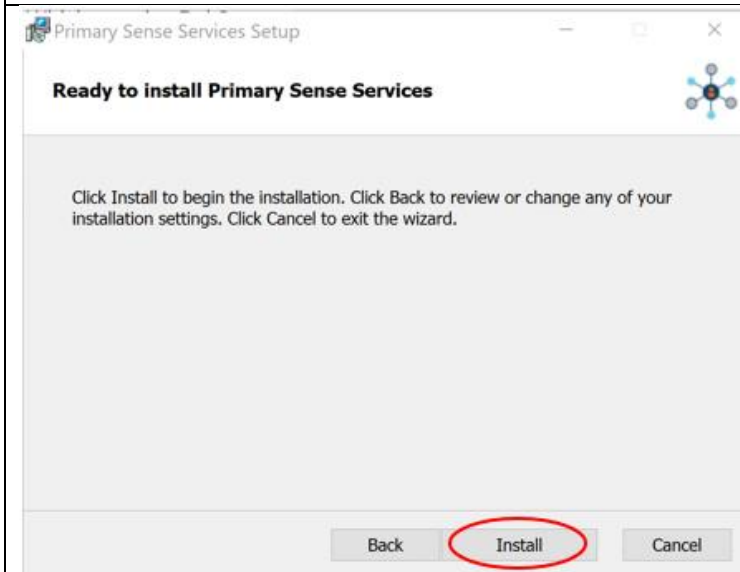 Primary Sense Services Setup
Ready to install Primary Sense Services
Click Install to begin the installation. Click Back to review or change any of your
installation settings. Click Cancel to exit the wizard.
Back Install Cancel